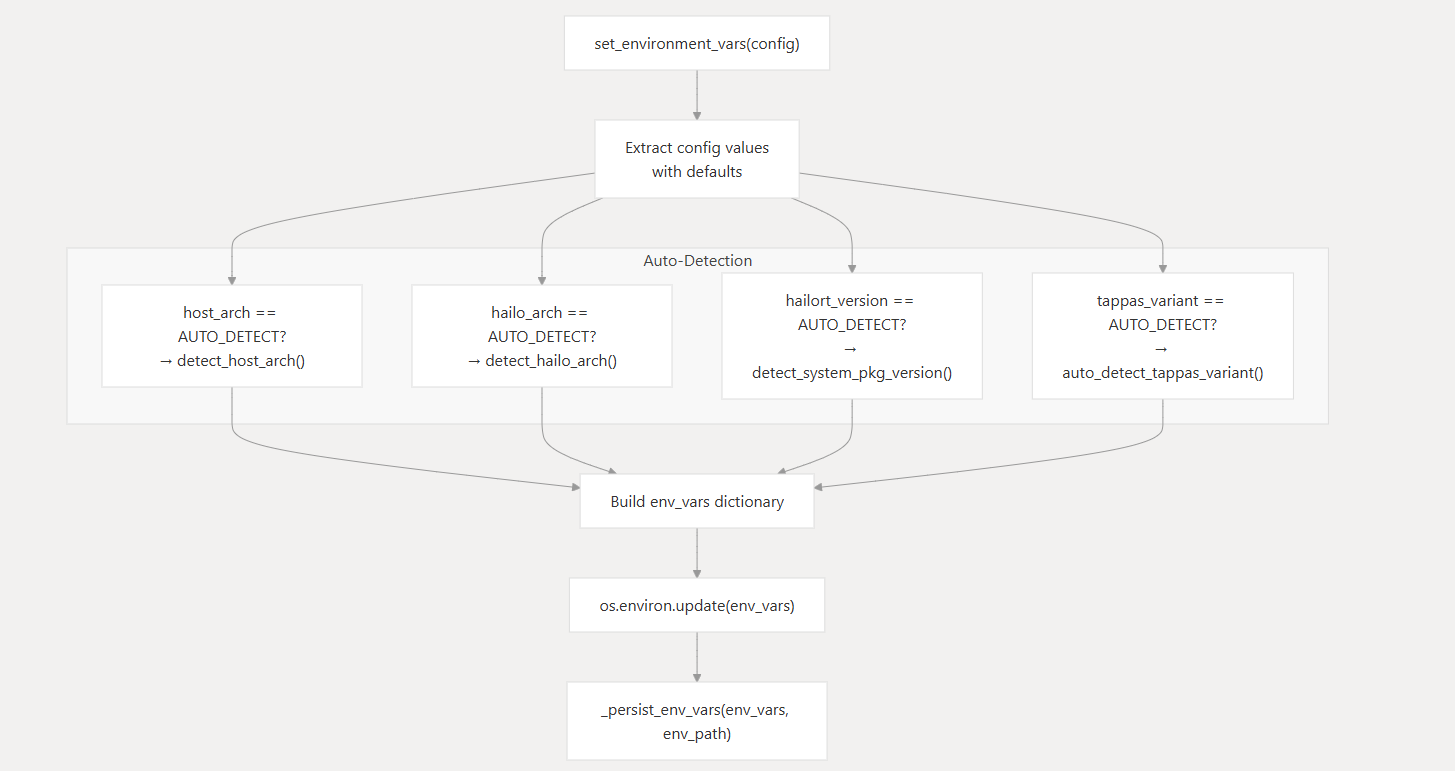 set_environment_vars(config)
Extract config values
with defaults
Auto-Detection
host_arch ==
AUTO_DETECT?
→ detect_host_arch()
hailo_arch ==
AUTO_DETECT?
→ detect_hailo_arch()
hailort_version ==
AUTO_DETECT?
→
detect_system_pkg_version()
tappas_variant ==
AUTO_DETECT?
→
auto_detect_tappas_variant()
Build env_vars dictionary
os.environ.update(env_vars)
_persist_env_vars(env_vars,
env_path)